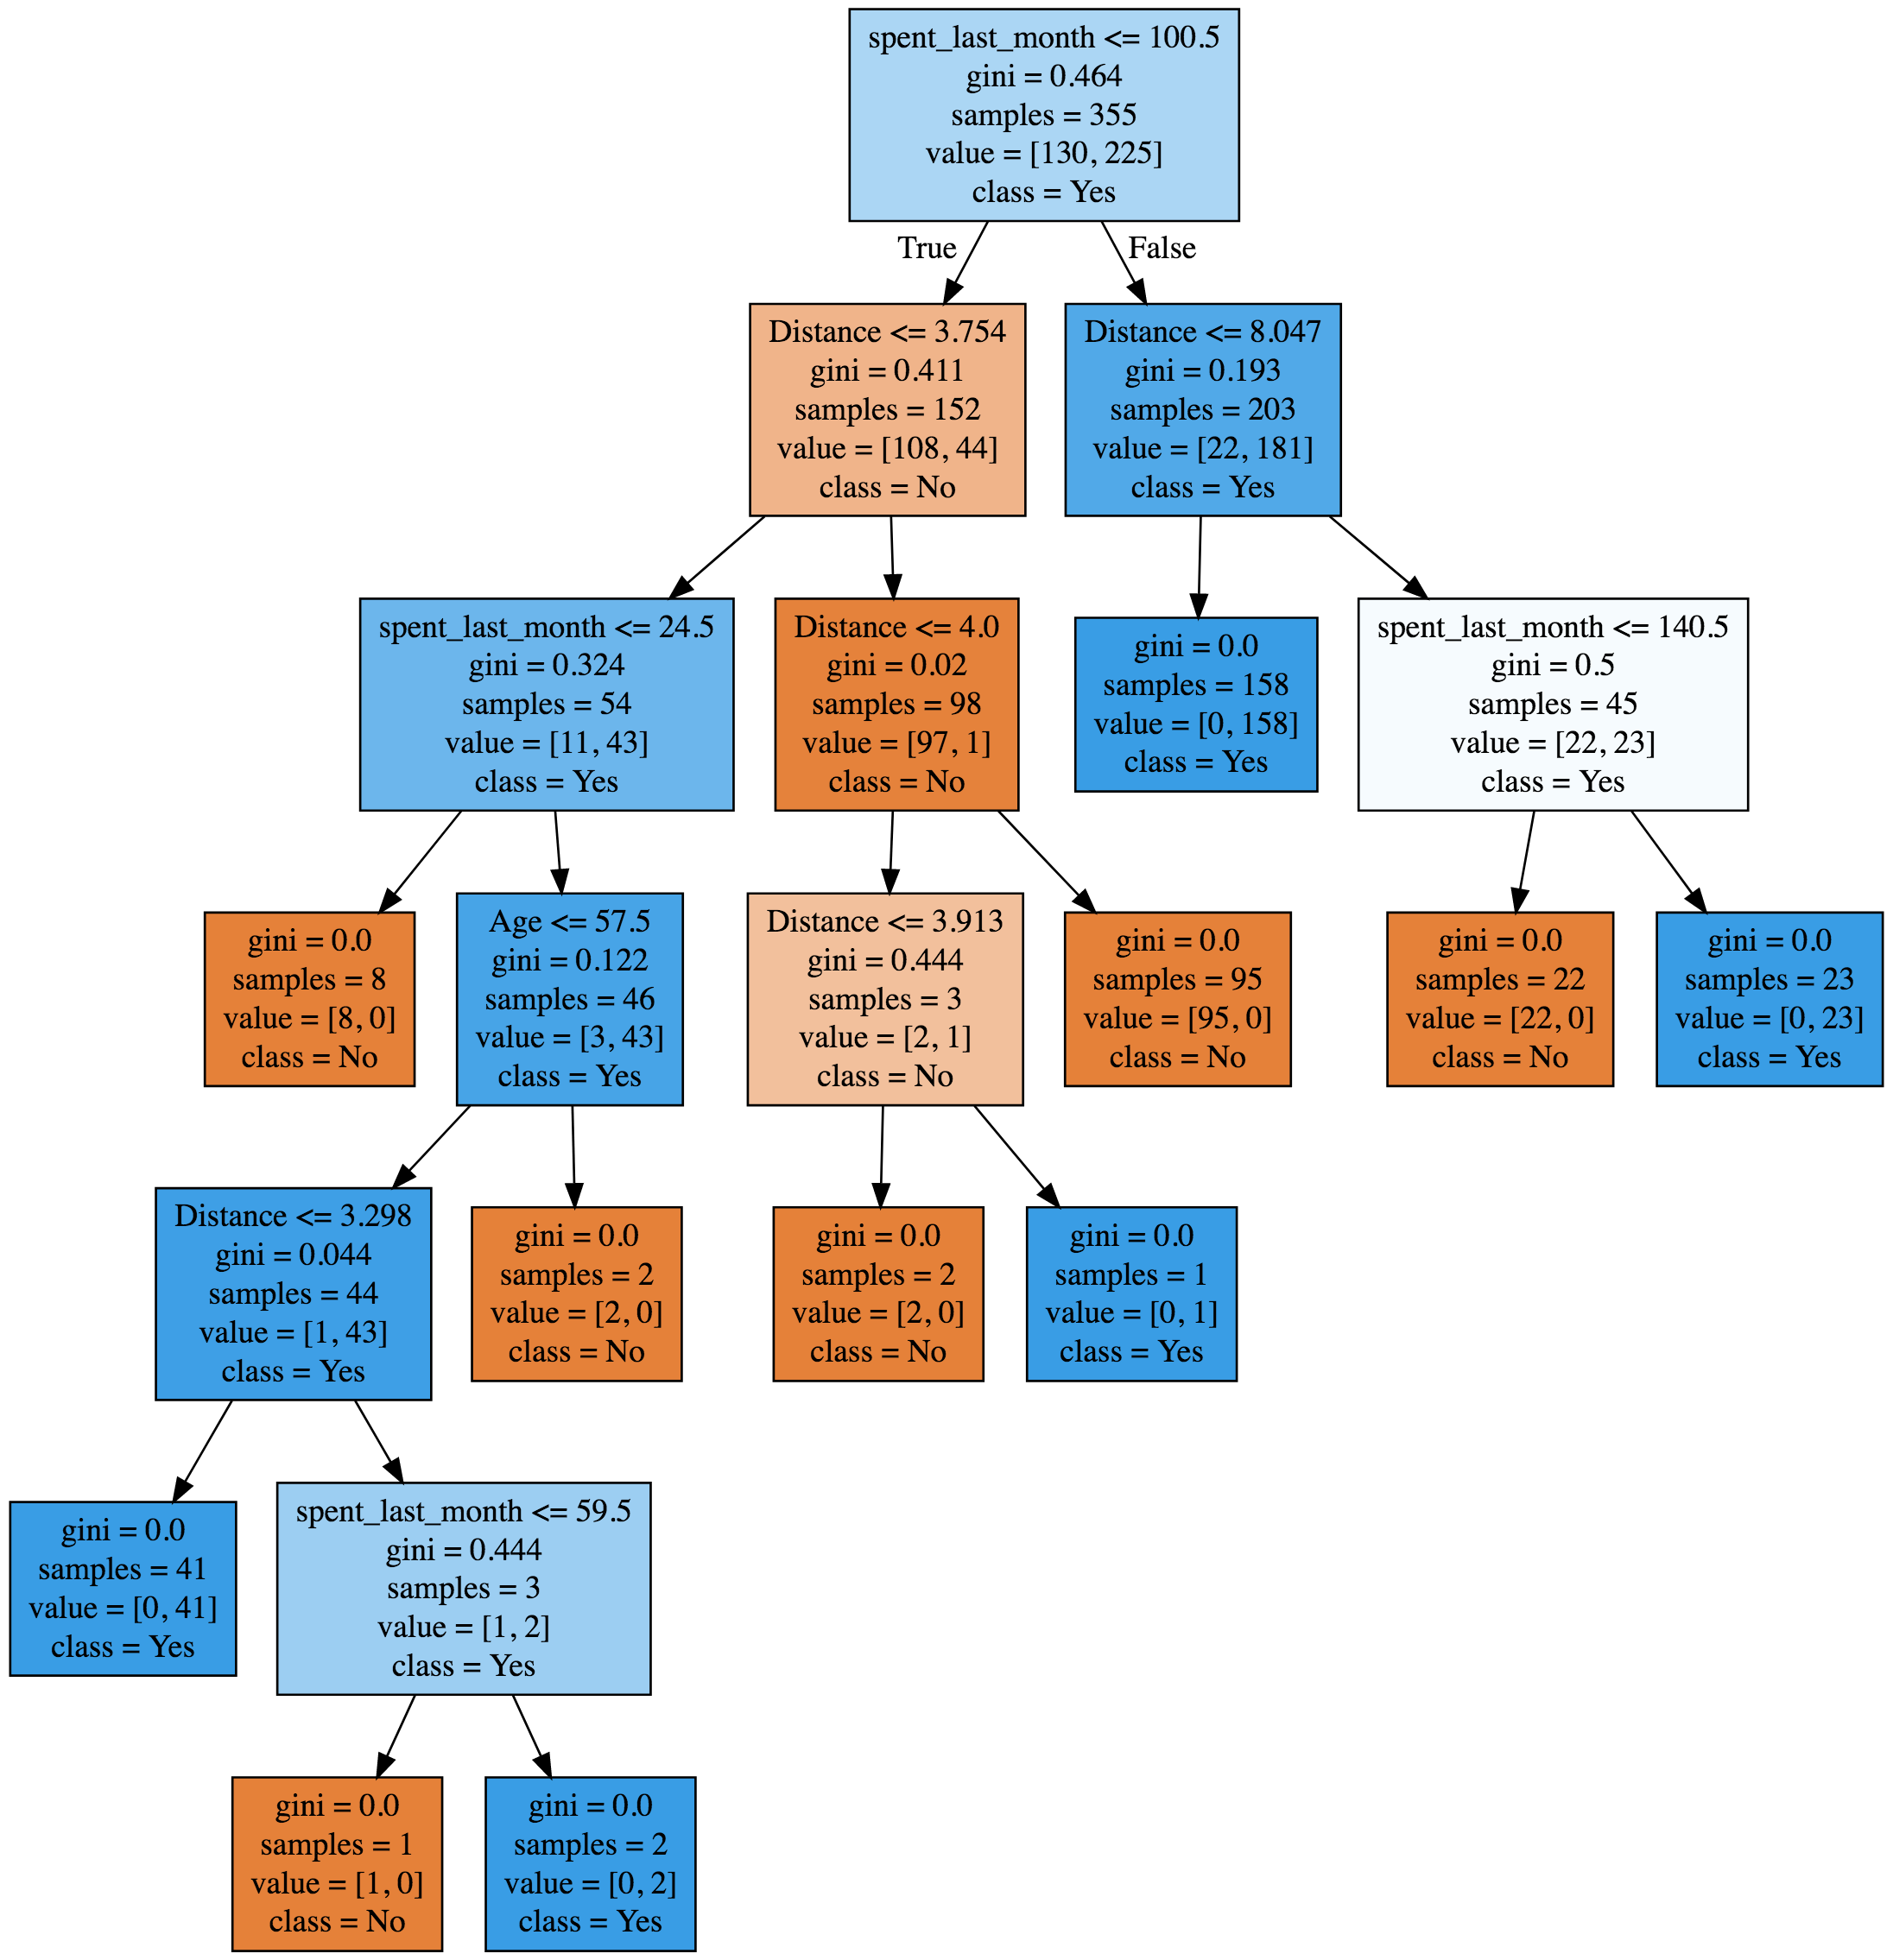 spent_last_month <= 100.5
gini = 0.464
samples = 355
value = [130, 225]
class = Yes
True
False
Distance <= 3.754
gini = 0.411
samples = 152
value = [108, 44]
class = No
Distance <= 8.047
gini = 0.193
samples = 203
value = [22, 181]
class = Yes
spent_last_month <= 24.5
gini = 0.324
samples = 54
value = [11, 43]
class = Yes
Distance <= 4.0
gini = 0.02
samples = 98
value = [97, 1]
class = No
gini = 0.0
samples = 158
value = [0, 158]
class = Yes
spent_last_month <= 140.5
gini = 0.5
samples = 45
value = [22, 23]
class = Yes
gini = 0.0
samples = 8
value = [8, 0]
class = No
Age <= 57.5
gini = 0.122
samples = 46
value = [3, 43]
class = Yes
Distance <= 3.913
gini = 0.444
samples = 3
value = [2, 1]
class = No
gini = 0.0
samples = 95
value = [95, 0]
class = No
gini = 0.0
samples = 22
value = [22, 0]
class = No
gini = 0.0
samples = 23
value = [0, 23]
class = Yes
Distance <= 3.298
gini = 0.044
samples = 44
value = [1, 43]
class = Yes
gini = 0.0
samples = 2
value = [2, 0]
class = No
gini = 0.0
samples = 2
value = [2, 0]
class = No
gini = 0.0
samples = 1
value = [0, 1]
class = Yes
gini = 0.0
samples = 41
value = [0, 41]
class = Yes
spent_last_month <= 59.5
gini = 0.444
samples = 3
value = [1, 2]
class = Yes
gini = 0.0
samples = 1
value = [1, 0]
class = No
gini = 0.0
samples = 2
value = [0, 2]
class = Yes